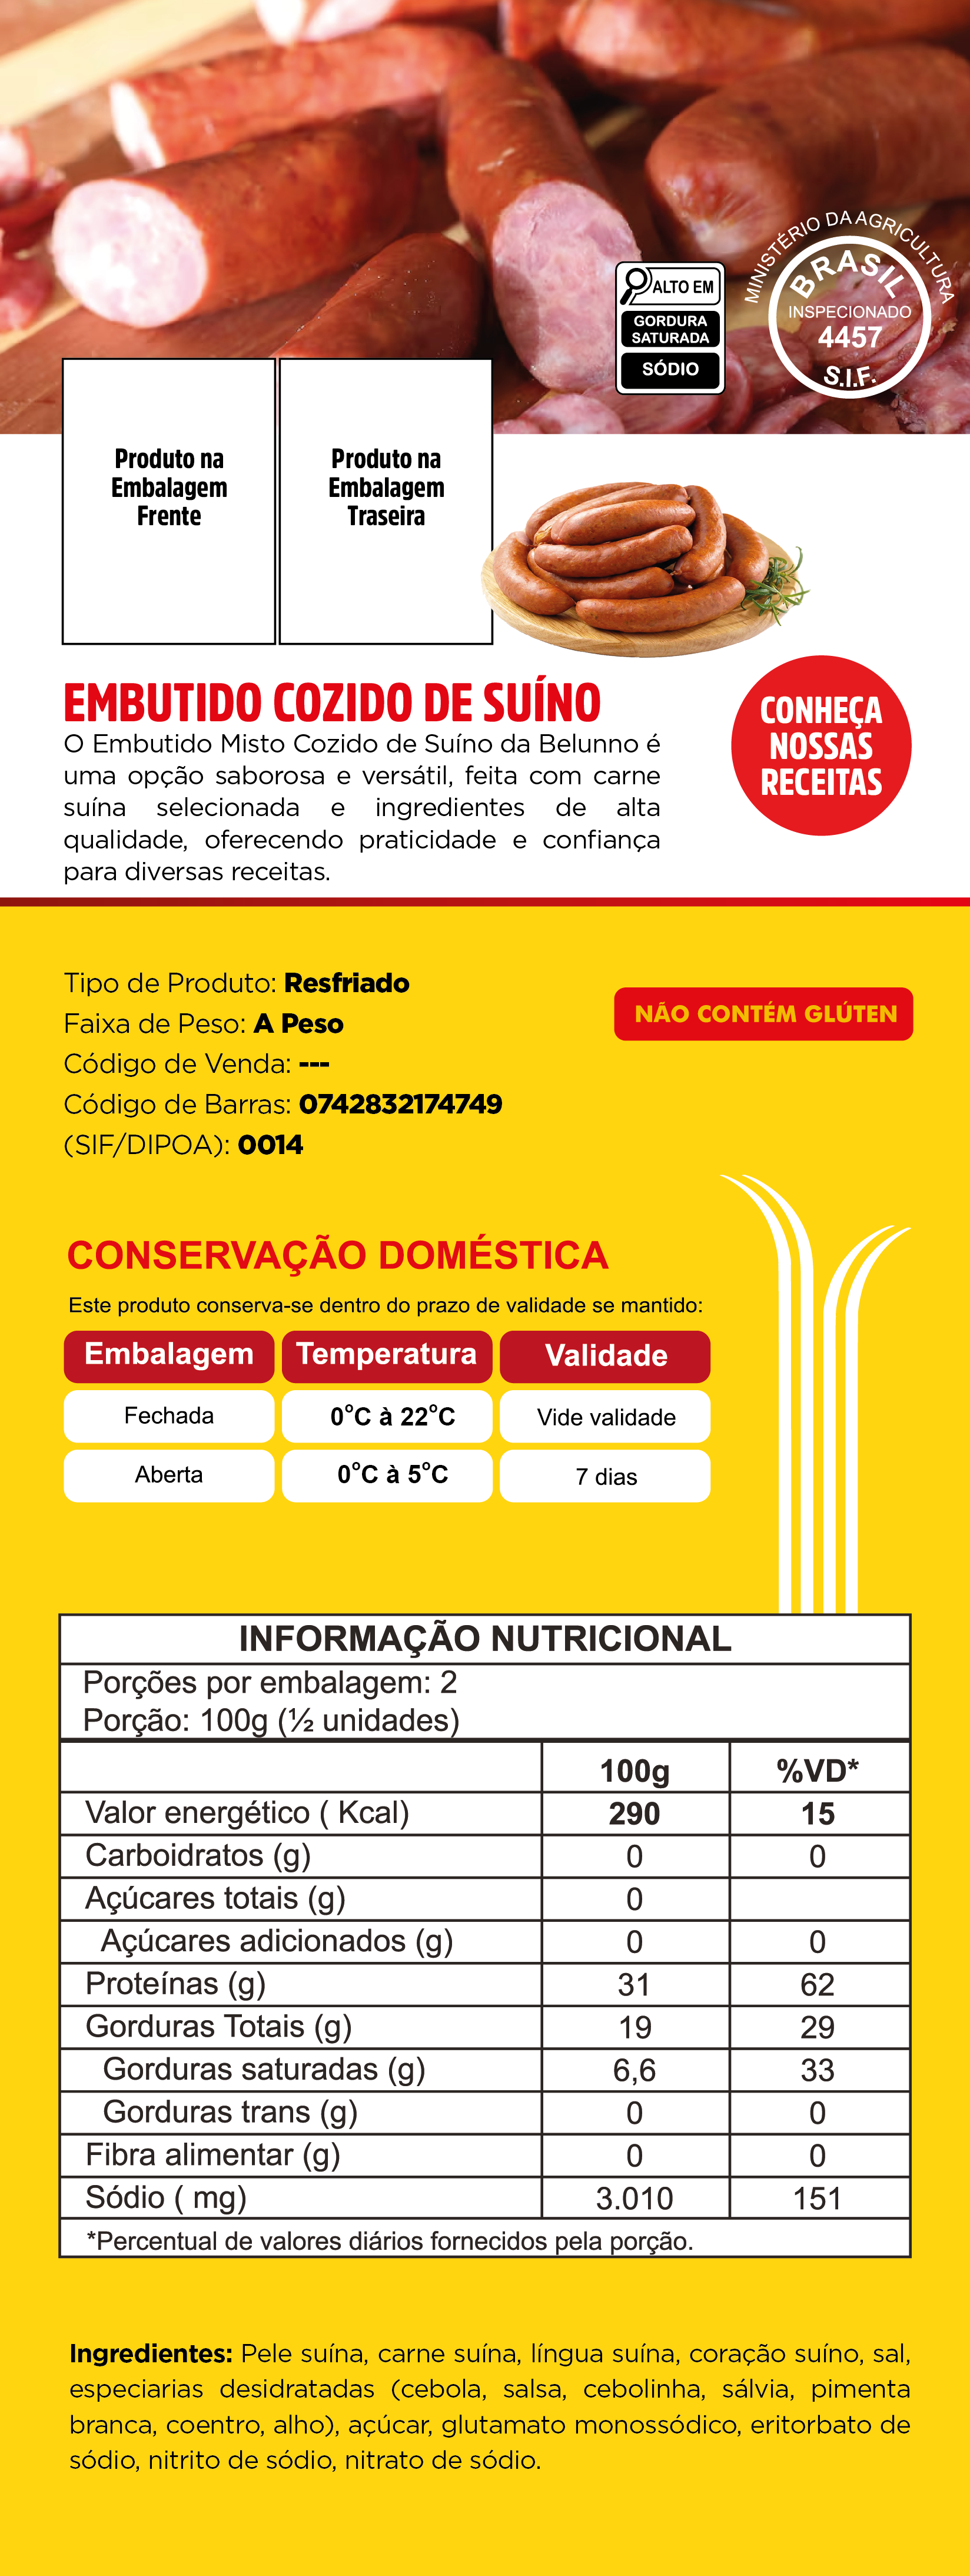 MINISTÉRIO DA AGRICULTURA
BRASIL
INSPECIONADO
4457
S.I.F.
ALTO EM
GORDURA
SATURADA
SÓDIO
Produto na
Embalagem
Frente
Produto na
Embalagem
Traseira
EMBUTIDO COZIDO DE SUÍNO
O Embutido Misto Cozido de Suíno da Belunno é
uma opção saborosa e versátil, feita com carne
suína selecionada e ingredientes de alta
qualidade, oferecendo praticidade e confiança
para diversas receitas.
CONHEÇA
NOSSAS
RECEITAS
Tipo de Produto: Resfriado
Faixa de Peso: A Peso
Código de Venda: ---
Código de Barras: 0742832174749
(SIF/DIPOA): 0014
NÃO CONTÉM GLÚTEN
CONSERVAÇÃO DOMÉSTICA
Este produto conserva-se dentro do prazo de validade se mantido:
Embalagem Temperatura Validade
Fechada 0°C à 22°C Vide validade
Aberta 0°C à 5°C 7 dias
INFORMAÇÃO NUTRICIONAL
Porções por embalagem: 2
Porção: 100g (½ unidades)
100g %VD*
Valor energético ( Kcal) 290 15
Carboidratos (g) 0 0
Açúcares totais (g) 0
Açúcares adicionados (g) 0 0
Proteínas (g) 31 62
Gorduras Totais (g) 19 29
Gorduras saturadas (g) 6,6 33
Gorduras trans (g) 0 0
Fibra alimentar (g) 0 0
Sódio ( mg) 3.010 151
*Percentual de valores diários fornecidos pela porção.
Ingredientes: Pele suína, carne suína, língua suína, coração suíno, sal,
especiarias desidratadas (cebola, salsa, cebolinha, sálvia, pimenta
branca, coentro, alho), açúcar, glutamato monossódico, eritorbato de
sódio, nitrito de sódio, nitrato de sódio.